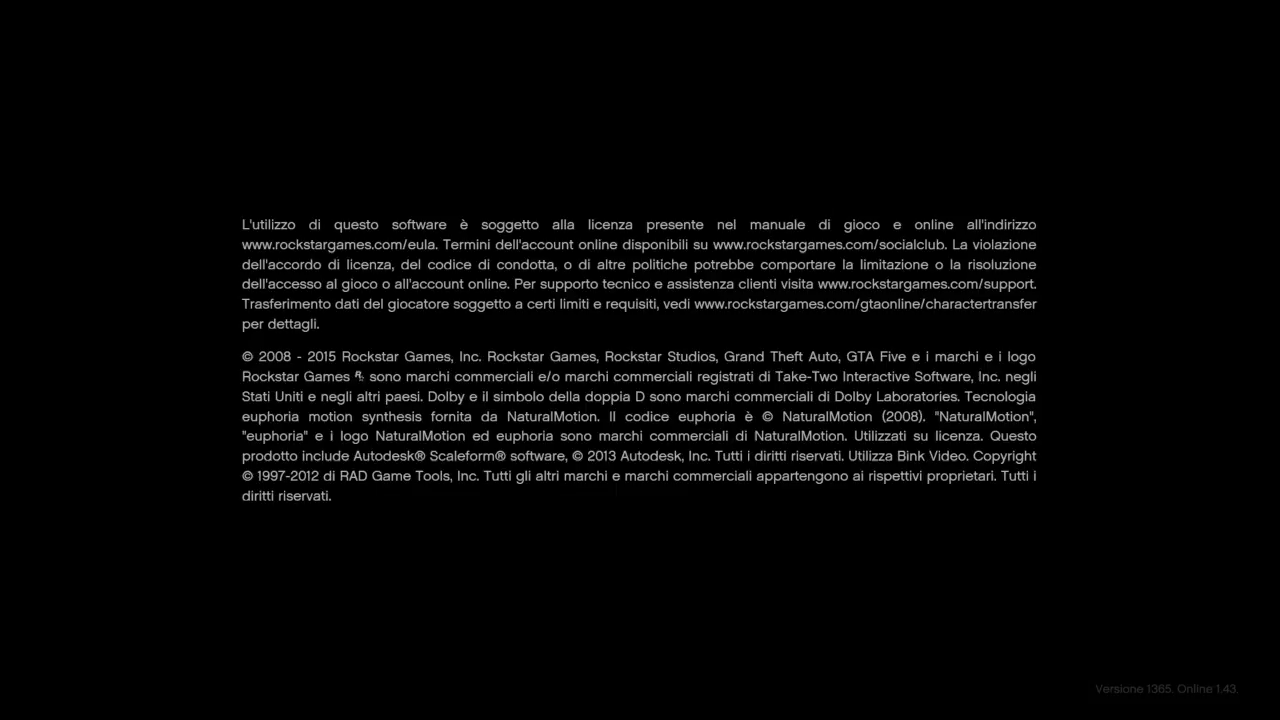 L'utilizzo di questo software è soggetto alla licenza presente nel manuale di gioco e online all'indirizzo
www.rockstargames.com/eula. Termini dell'account online disponibili su www.rockstargames.com/socialclub. La violazione
dell'accordo di licenza, del codice di condotta, o di altre politiche potrebbe comportare la limitazione o la risoluzione
dell'accesso al gioco o all'account online. Per supporto tecnico e assistenza clienti visita www.rockstargames.com/support.
Trasferimento dati del giocatore soggetto a certi limiti e requisiti, vedi www.rockstargames.com/gtaonline/charactertransfer
per dettagli.
© 2008 - 2015 Rockstar Games, Inc. Rockstar Games, Rockstar Studios, Grand Theft Auto, GTA Five e i marchi e i logo
Rockstar Games R* sono marchi commerciali e/o marchi commerciali registrati di Take-Two Interactive Software, Inc. negli
Stati Uniti e negli altri paesi. Dolby e il simbolo della doppia D sono marchi commerciali di Dolby Laboratories. Tecnologia
euphoria motion synthesis fornita da NaturalMotion. Il codice euphoria è © NaturalMotion (2008). "NaturalMotion",
"euphoria" e i logo NaturalMotion ed euphoria sono marchi commerciali di NaturalMotion. Utilizzati su licenza. Questo
prodotto include Autodesk® Scaleform® software, © 2013 Autodesk, Inc. Tutti i diritti riservati. Utilizza Bink Video. Copyright
© 1997-2012 di RAD Game Tools, Inc. Tutti gli altri marchi e marchi commerciali appartengono ai rispettivi proprietari. Tutti i
diritti riservati.
Versione 1365. Online 1.43.